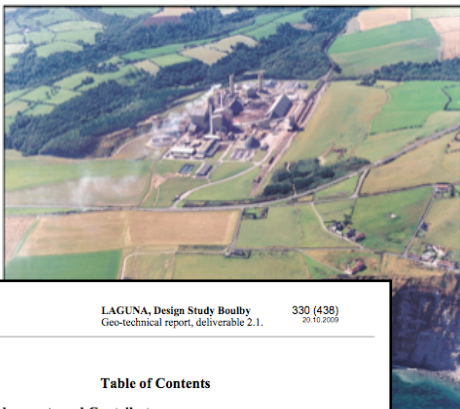 LAGUNA, Design Study Boulby 330 (438)
Geo-technical report, deliverable 2.1. 20.10.2009
Table of Contents